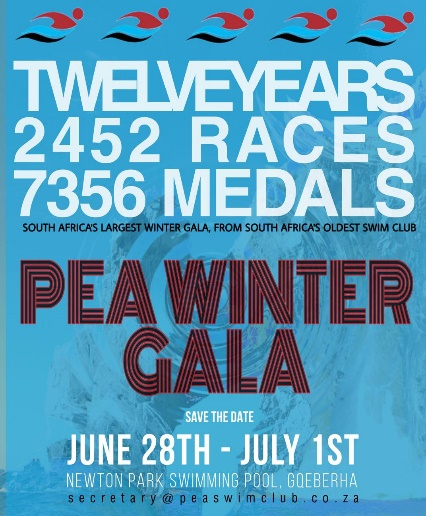 TWELVEYEARS
2452 RACES
7356 MEDALS
SOUTH AFRICA'S LARGEST WINTER GALA, FROM SOUTH AFRICA'S OLDEST SWIM CLUB
PEA WINTER
GALA
SAVE THE DATE
JUNE 28TH - JULY 1ST
NEWTON PARK SWIMMING POOL, GQEBERHA
secretary@peaswimclub.co.za